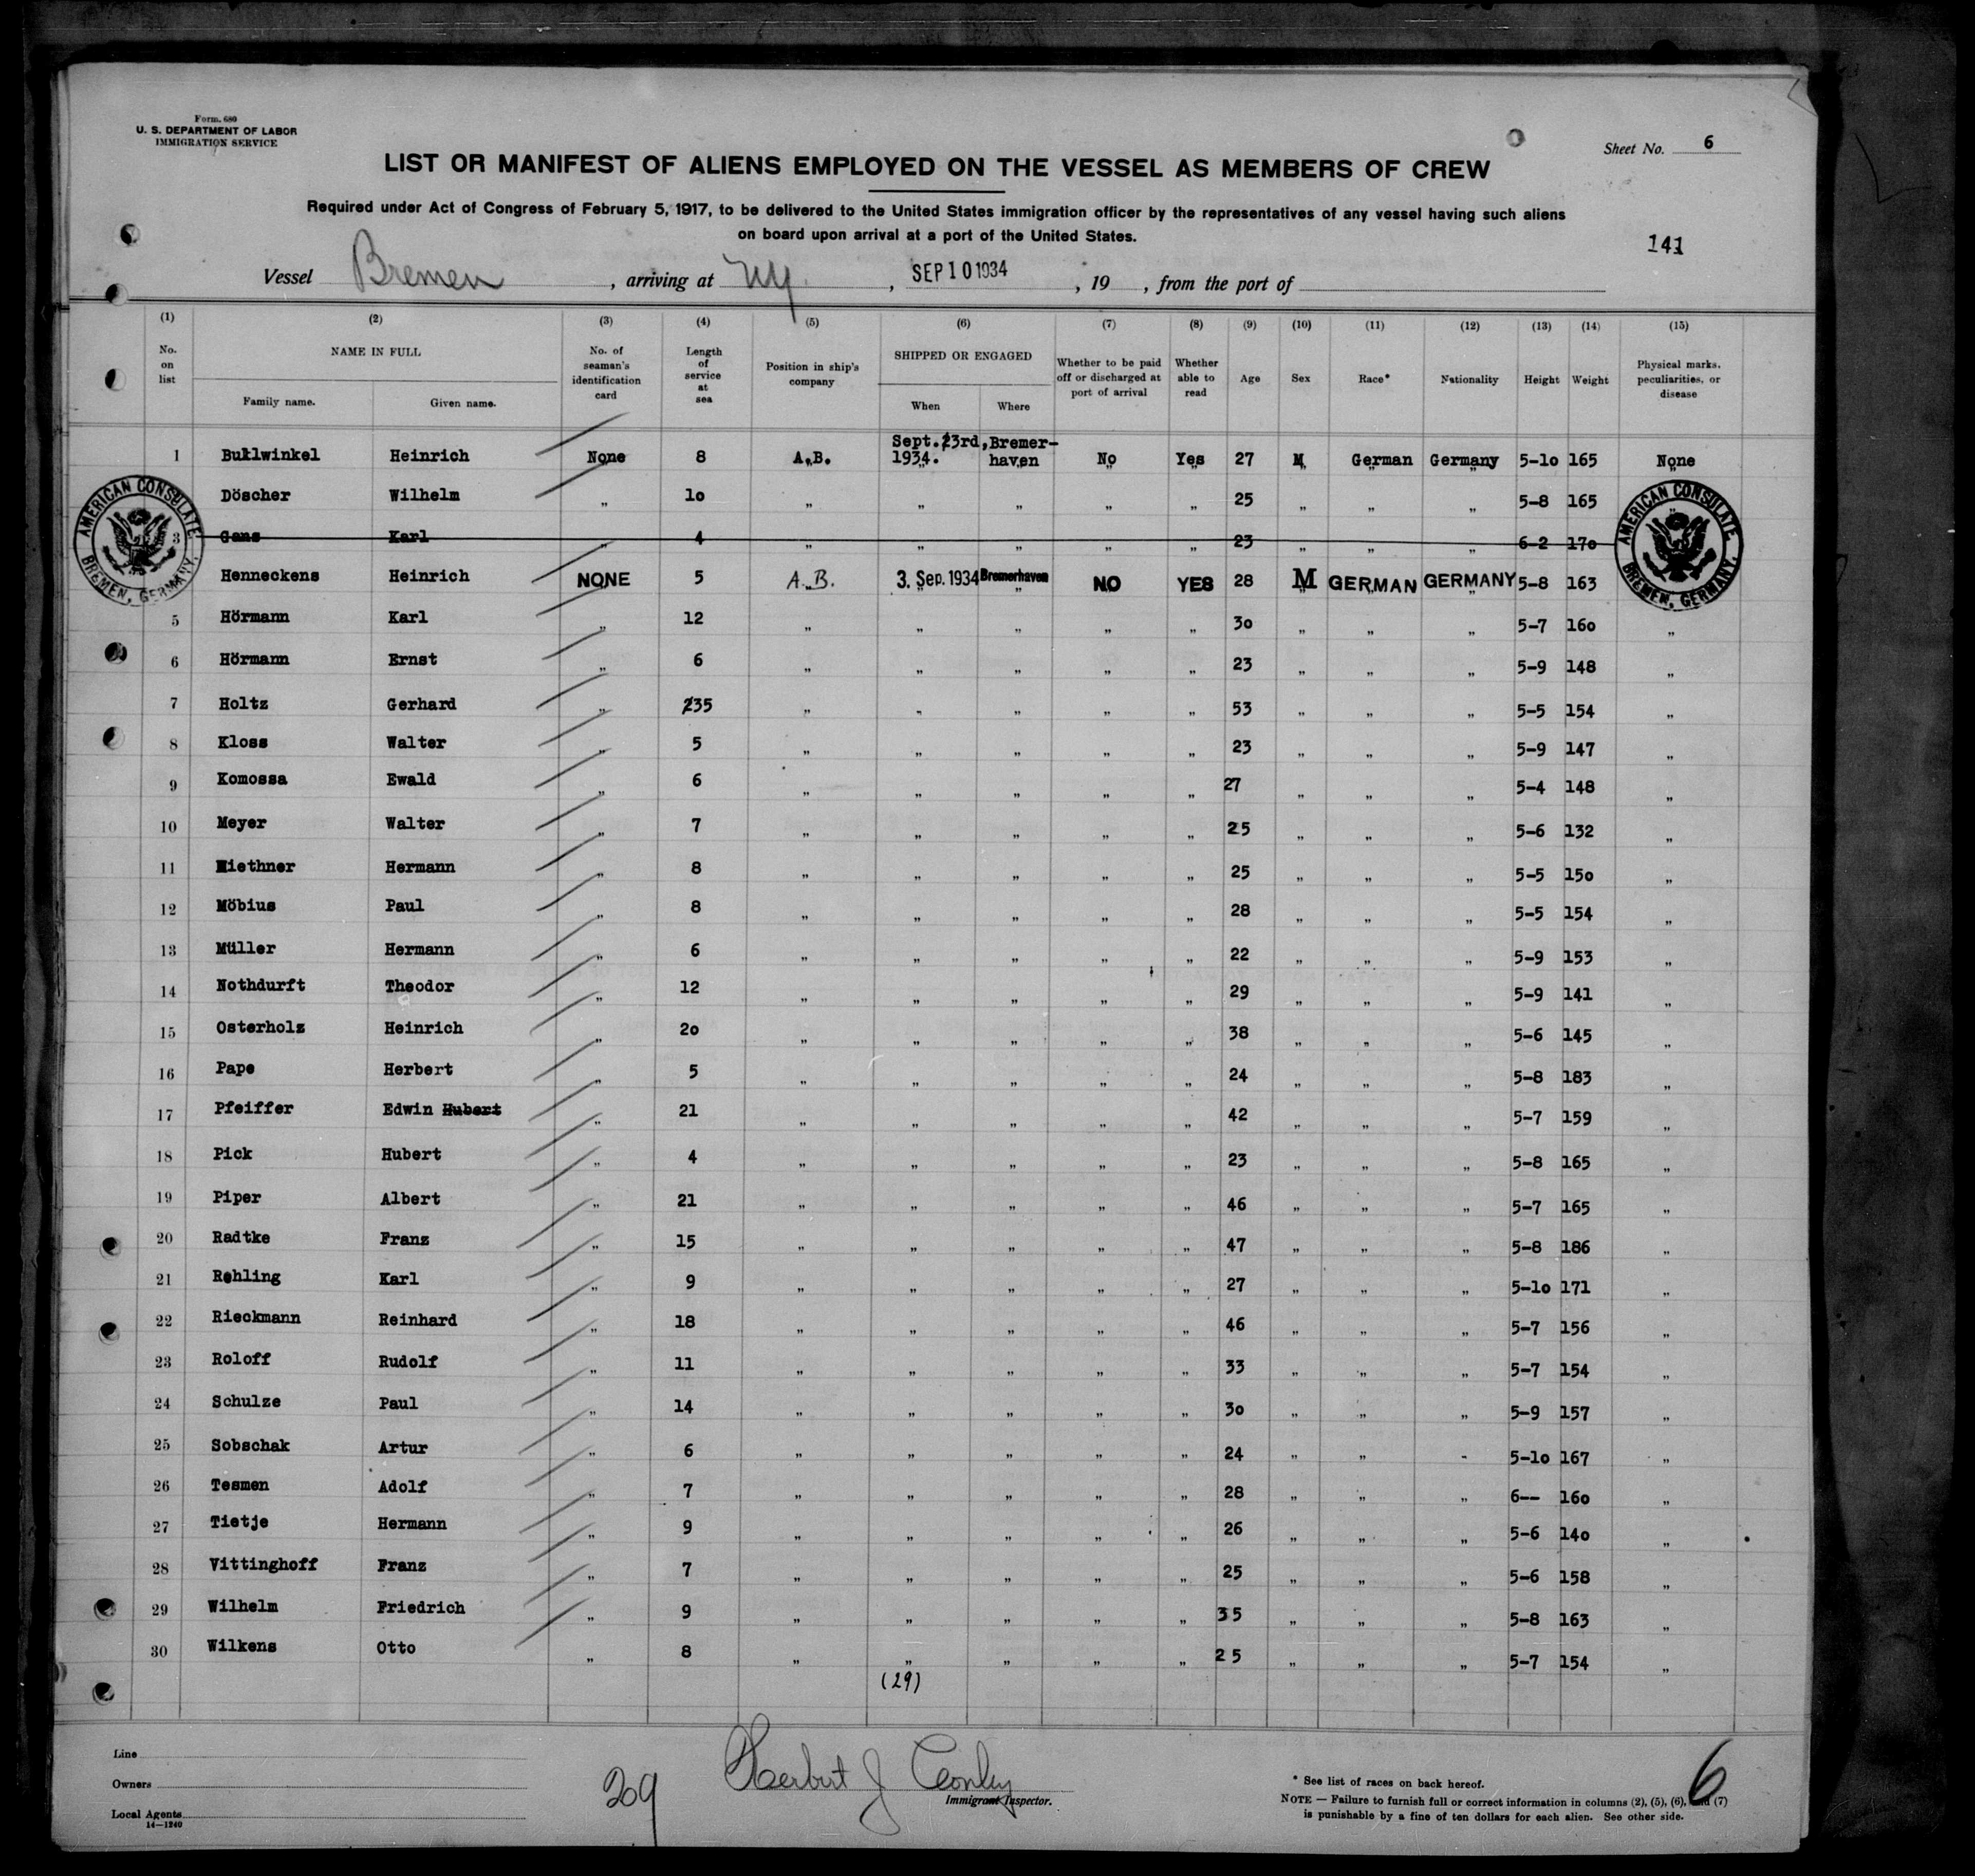 Form. 680
U. S. DEPARTMENT OF LABOR
IMMIGRATION SERVICE
Sheet No. 6
LIST OR MANIFEST OF ALIENS EMPLOYED ON THE VESSEL AS MEMBERS OF CREW
Required under Act of Congress of February 5, 1917, to be delivered to the United States immigration officer by the representatives of any vessel having such aliens
on board upon arrival at a port of the United States.
141
Vessel Bremen, arriving at NY, SEP 10 1934, 19 , from the port of
(1) (2) (3) (4) (5) (6) (7) (8) (9) (10) (11) (12) (13) (14) (15)
No. on list NAME IN FULL Family name. Given name. No. of seaman's identification card Length of service at sea Position in ship's company SHIPPED OR ENGAGED When Where Whether to be paid off or discharged at port of arrival Whether able to read Age Sex Race* Nationality Height Weight Physical marks, peculiarities, or disease
1 Bullwinkel Heinrich None 8 A.B. Sept. 23rd, 1934. Bremer-haven No Yes 27 M German Germany 5-10 165 None
Döscher Wilhelm „ 10 „ „ „ „ „ 25 „ „ „ 5-8 165 „
3 Gans Karl „ 4 „ „ „ „ „ 23 „ „ „ 6-2 170
Henneckens Heinrich NONE 5 A.B. 3. Sep. 1934 Bremerhaven NO YES 28 M GERMAN GERMANY 5-8 163
AMERICAN CONSULATE BREMEN, GERMANY.
AMERICAN CONSULATE BREMEN, GERMANY.
5 Hörmann Karl „ 12 „ „ „ „ „ 30 „ „ „ 5-7 160 „
6 Hörmann Ernst „ 6 „ „ „ „ „ 23 „ „ „ 5-9 148 „
7 Holtz Gerhard „ 235 „ „ „ „ „ 53 „ „ „ 5-5 154 „
8 Kloss Walter „ 5 „ „ „ „ „ 23 „ „ „ 5-9 147 „
9 Komossa Ewald „ 6 „ „ „ „ „ 27 „ „ „ 5-4 148 „
10 Meyer Walter „ 7 „ „ „ „ „ 25 „ „ „ 5-6 132 „
11 Miethner Hermann „ 8 „ „ „ „ „ 25 „ „ „ 5-5 150 „
12 Möbius Paul „ 8 „ „ „ „ „ 28 „ „ „ 5-5 154 „
13 Müller Hermann „ 6 „ „ „ „ „ 22 „ „ „ 5-9 153 „
14 Nothdurft Theodor „ 12 „ „ „ „ „ 29 „ „ „ 5-9 141 „
15 Osterholz Heinrich „ 20 „ „ „ „ „ 38 „ „ „ 5-6 145 „
16 Pape Herbert „ 5 „ „ „ „ „ 24 „ „ „ 5-8 183 „
17 Pfeiffer Edwin Hubert „ 21 „ „ „ „ „ 42 „ „ „ 5-7 159 „
18 Pick Hubert „ 4 „ „ „ „ „ 23 „ „ „ 5-8 165 „
19 Piper Albert „ 21 „ „ „ „ „ 46 „ „ „ 5-7 165 „
20 Radtke Franz „ 15 „ „ „ „ „ 47 „ „ „ 5-8 186 „
21 Rehling Karl „ 9 „ „ „ „ „ 27 „ „ „ 5-10 171 „
22 Rieckmann Reinhard „ 18 „ „ „ „ „ 46 „ „ „ 5-7 156 „
23 Roloff Rudolf „ 11 „ „ „ „ „ 33 „ „ „ 5-7 154 „
24 Schulze Paul „ 14 „ „ „ „ „ 30 „ „ „ 5-9 157 „
25 Sobschak Artur „ 6 „ „ „ „ „ 24 „ „ „ 5-10 167 „
26 Tesmen Adolf „ 7 „ „ „ „ „ 28 „ „ „ 6-- 160 „
27 Tietje Hermann „ 9 „ „ „ „ „ 26 „ „ „ 5-6 140 „
28 Vittinghoff Franz „ 7 „ „ „ „ „ 25 „ „ „ 5-6 158 „
29 Wilhelm Friedrich „ 9 „ „ „ „ „ 35 „ „ „ 5-8 163 „
30 Wilkens Otto „ 8 „ „ „ „ „ 25 „ „ „ 5-7 154 „
(29)
Line
Owners
Local Agents
14—1240
209
Herbert J Conley
Immigrant Inspector.
* See list of races on back hereof.
NOTE — Failure to furnish full or correct information in columns (2), (5), (6), and (7)
is punishable by a fine of ten dollars for each alien. See other side.
6